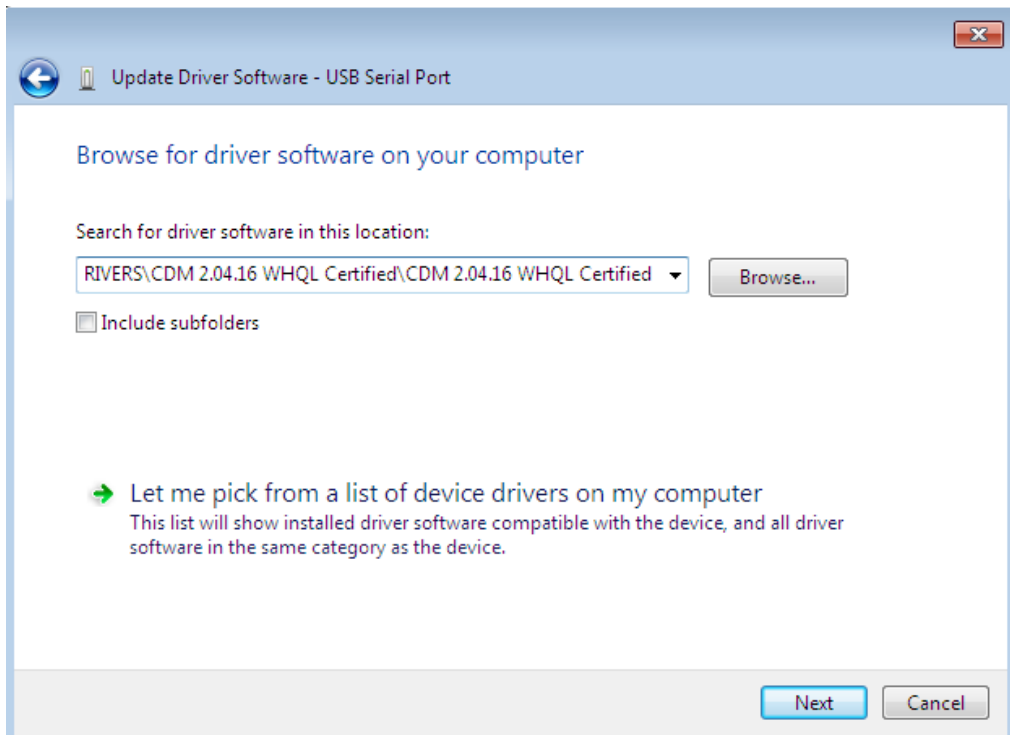 Update Driver Software - USB Serial Port
Browse for driver software on your computer
Search for driver software in this location:
RIVERS\CDM 2.04.16 WHQL Certified\CDM 2.04.16 WHQL Certified
Browse...
Include subfolders
Let me pick from a list of device drivers on my computer
This list will show installed driver software compatible with the device, and all driver
software in the same category as the device.
Next
Cancel